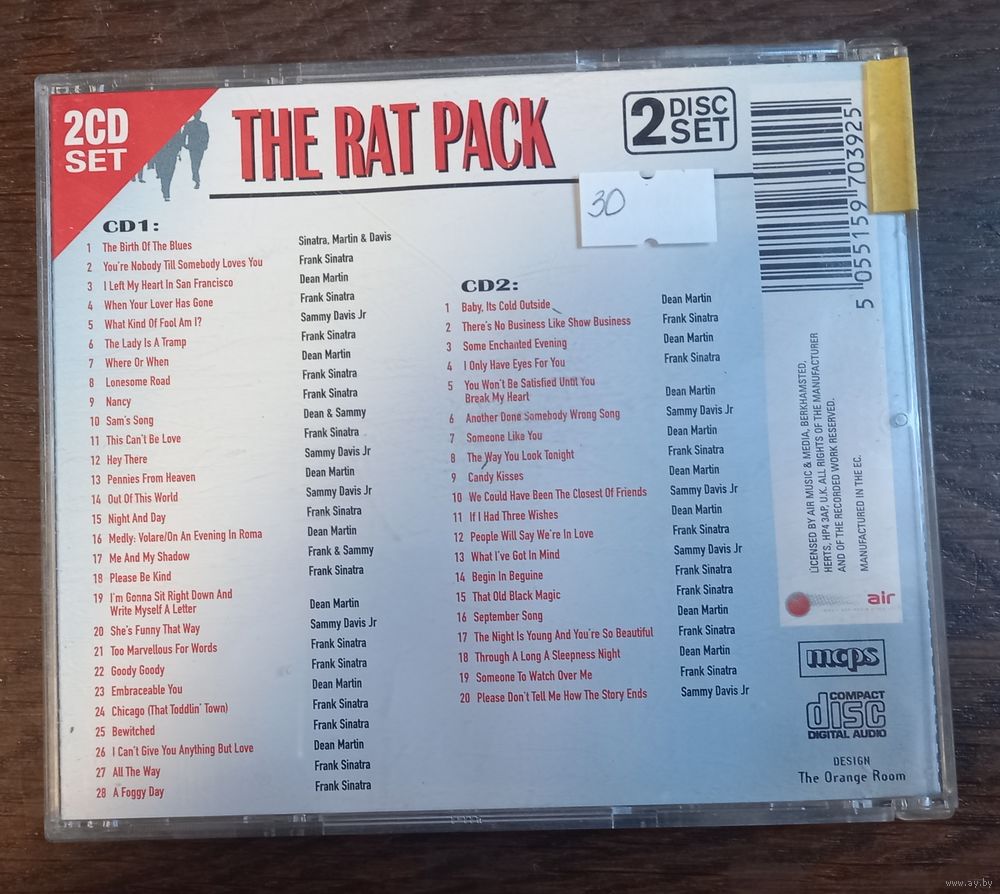 2CD
SET
THE RAT PACK
2 DISC
SET
30
CD1:
1 The Birth Of The Blues Sinatra, Martin & Davis
2 You're Nobody Till Somebody Loves You Frank Sinatra
3 I Left My Heart In San Francisco Dean Martin
4 When Your Lover Has Gone Frank Sinatra
5 What Kind Of Fool Am I? Sammy Davis Jr
6 The Lady Is A Tramp Frank Sinatra
7 Where Or When Dean Martin
8 Lonesome Road Frank Sinatra
9 Nancy Frank Sinatra
10 Sam's Song Dean & Sammy
11 This Can't Be Love Frank Sinatra
12 Hey There Sammy Davis Jr
13 Pennies From Heaven Dean Martin
14 Out Of This World Sammy Davis Jr
15 Night And Day Frank Sinatra
16 Medly: Volare/On An Evening In Roma Dean Martin
17 Me And My Shadow Frank & Sammy
18 Please Be Kind Frank Sinatra
19 I'm Gonna Sit Right Down And
Write Myself A Letter Dean Martin
20 She's Funny That Way Sammy Davis Jr
21 Too Marvellous For Words Frank Sinatra
22 Goody Goody Frank Sinatra
23 Embraceable You Dean Martin
24 Chicago (That Toddlin' Town) Frank Sinatra
25 Bewitched Frank Sinatra
26 I Can't Give You Anything But Love Dean Martin
27 All The Way Frank Sinatra
28 A Foggy Day Frank Sinatra
CD2:
1 Baby, Its Cold Outside Dean Martin
2 There's No Business Like Show Business Frank Sinatra
3 Some Enchanted Evening Dean Martin
4 I Only Have Eyes For You Frank Sinatra
5 You Won't Be Satisfied Until You
Break My Heart Dean Martin
6 Another Done Somebody Wrong Song Sammy Davis Jr
7 Someone Like You Dean Martin
8 The Way You Look Tonight Frank Sinatra
9 Candy Kisses Dean Martin
10 We Could Have Been The Closest Of Friends Sammy Davis Jr
11 If I Had Three Wishes Dean Martin
12 People Will Say We're In Love Frank Sinatra
13 What I've Got In Mind Sammy Davis Jr
14 Begin In Beguine Frank Sinatra
15 That Old Black Magic Frank Sinatra
16 September Song Dean Martin
17 The Night Is Young And You're So Beautiful Frank Sinatra
18 Through A Long A Sleepness Night Dean Martin
19 Someone To Watch Over Me Frank Sinatra
20 Please Don't Tell Me How The Story Ends Sammy Davis Jr
5 055159 703925
LICENSED BY AIR MUSIC & MEDIA, BERKHAMSTED,
HERTS, HP4 3AP, U.K. ALL RIGHTS OF THE MANUFACTURER
AND OF THE RECORDED WORK RESERVED.
MANUFACTURED IN THE EC.
air
mcps
COMPACT
disc
DIGITAL AUDIO
DESIGN
The Orange Room
www.ay.by